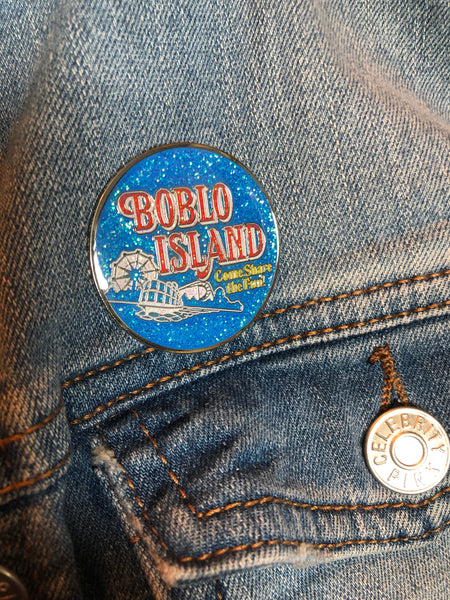 BOBLO
ISLAND
Come Share
the Fun!
CELEBRITY
PINK